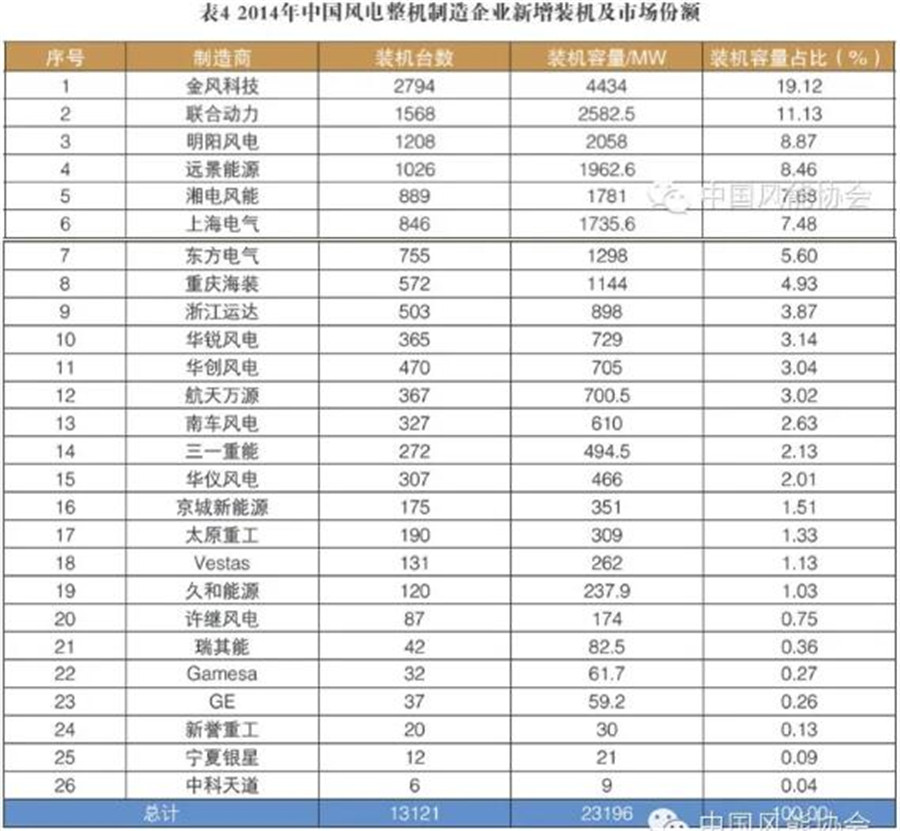 表4 2014年中国风电整机制造企业新增装机及市场份额
序号 制造商 装机台数 装机容量/MW 装机容量占比(%)
1 金风科技 2794 4434 19.12
2 联合动力 1568 2582.5 11.13
3 明阳风电 1208 2058 8.87
4 远景能源 1026 1962.6 8.46
5 湘电风能 889 1781 7.68
中国风能协会
6 上海电气 846 1735.6 7.48
7 东方电气 755 1298 5.60
8 重庆海装 572 1144 4.93
9 浙江运达 503 898 3.87
10 华锐风电 365 729 3.14
11 华创风电 470 705 3.04
12 航天万源 367 700.5 3.02
13 南车风电 327 610 2.63
14 三一重能 272 494.5 2.13
15 华仪风电 307 466 2.01
16 京城新能源 175 351 1.51
17 太原重工 190 309 1.33
18 Vestas 131 262 1.13
19 久和能源 120 237.9 1.03
20 许继风电 87 174 0.75
21 瑞其能 42 82.5 0.36
22 Gamesa 32 61.7 0.27
23 GE 37 59.2 0.26
24 新誉重工 20 30 0.13
25 宁夏银星 12 21 0.09
26 中科天道 6 9 0.04
总计 13121 23196 100.00
中国风能协会